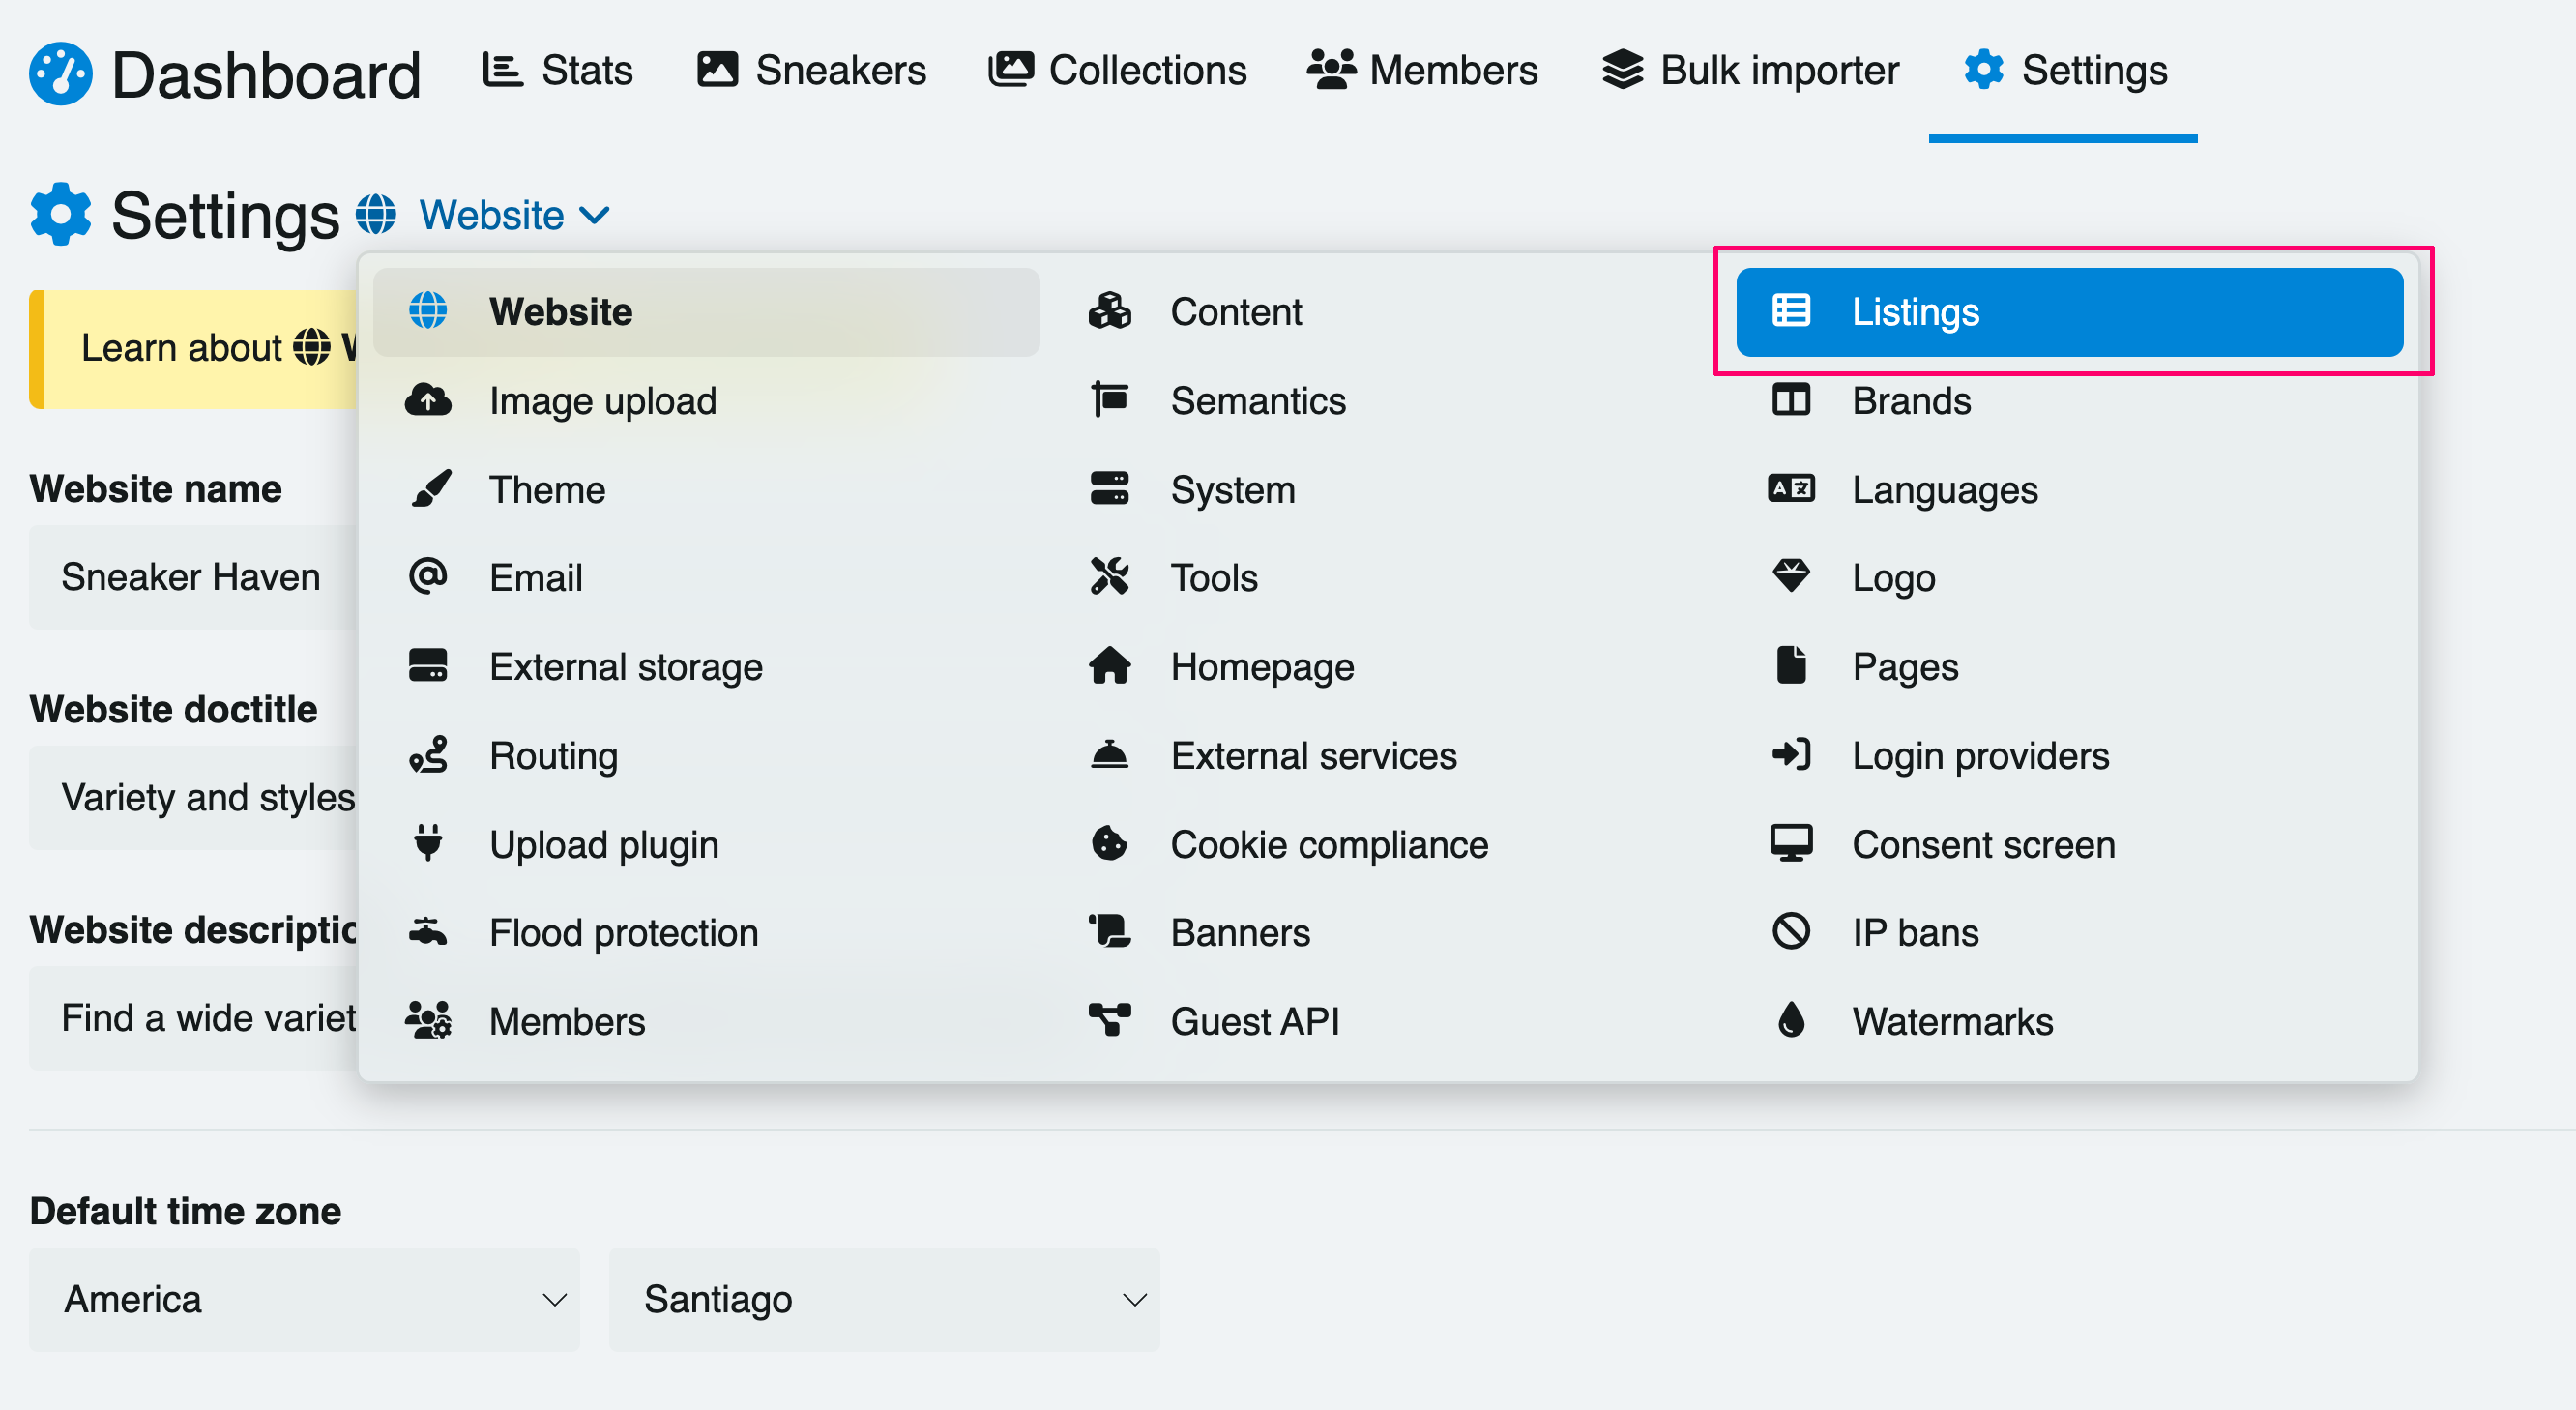 Dashboard Stats Sneakers Collections Members Bulk importer Settings
Settings Website
Learn about
Website Content Listings
Image upload Semantics Brands
Theme System Languages
Email Tools Logo
External storage Homepage Pages
Routing External services Login providers
Upload plugin Cookie compliance Consent screen
Flood protection Banners IP bans
Members Guest API Watermarks
Website name
Sneaker Haven
Website doctitle
Variety and styles
Website descriptio
Find a wide variet
Default time zone
America Santiago